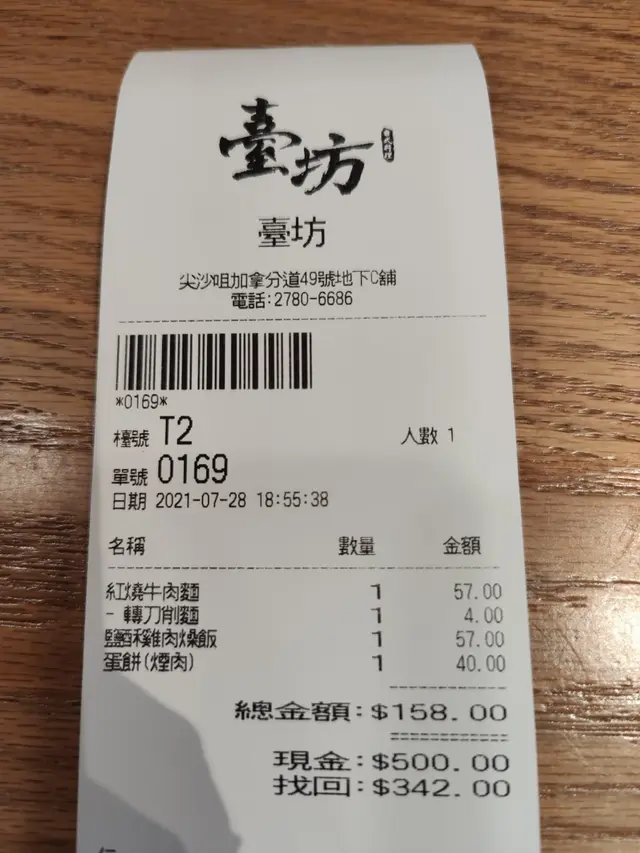 臺坊
臺坊
尖沙咀加拿分道49號地下C舖
電話:2780-6686
*0169*
檯號 T2 人數 1
單號 0169
日期 2021-07-28 18:55:38
名稱 數量 金額
紅燒牛肉麵 1 57.00
- 轉刀削麵 1 4.00
鹽酥雞肉燥飯 1 57.00
蛋餅(煙肉) 1 40.00
總金額:$158.00
現金:$500.00
找回:$342.00